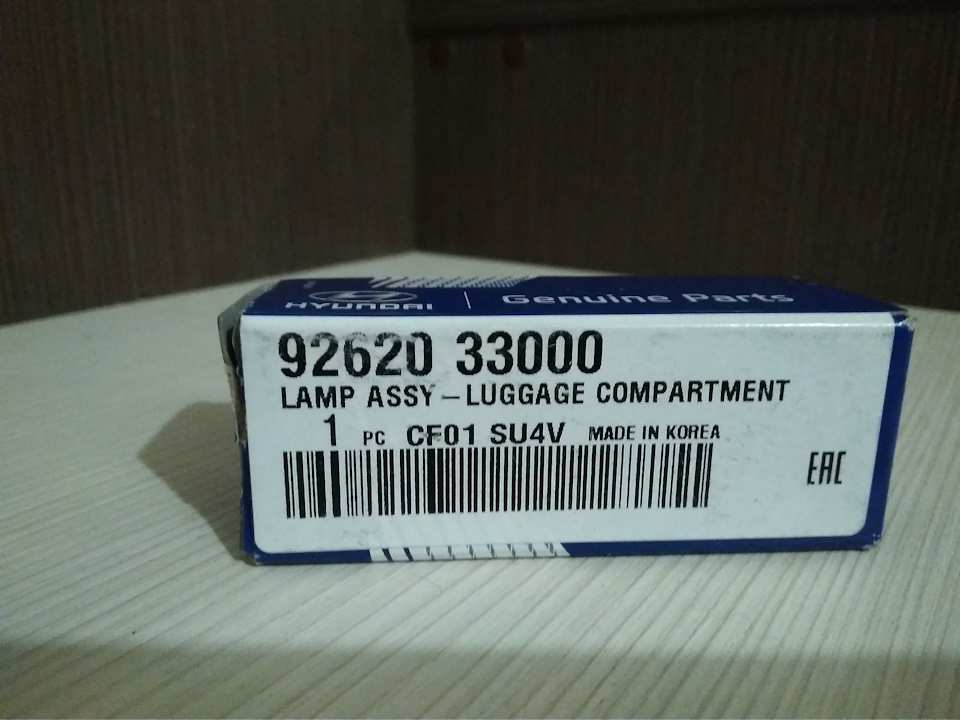 HYUNDAI | Genuine Parts
92620 33000
LAMP ASSY-LUGGAGE COMPARTMENT
1 PC CF01 SU4V MADE IN KOREA
EAC